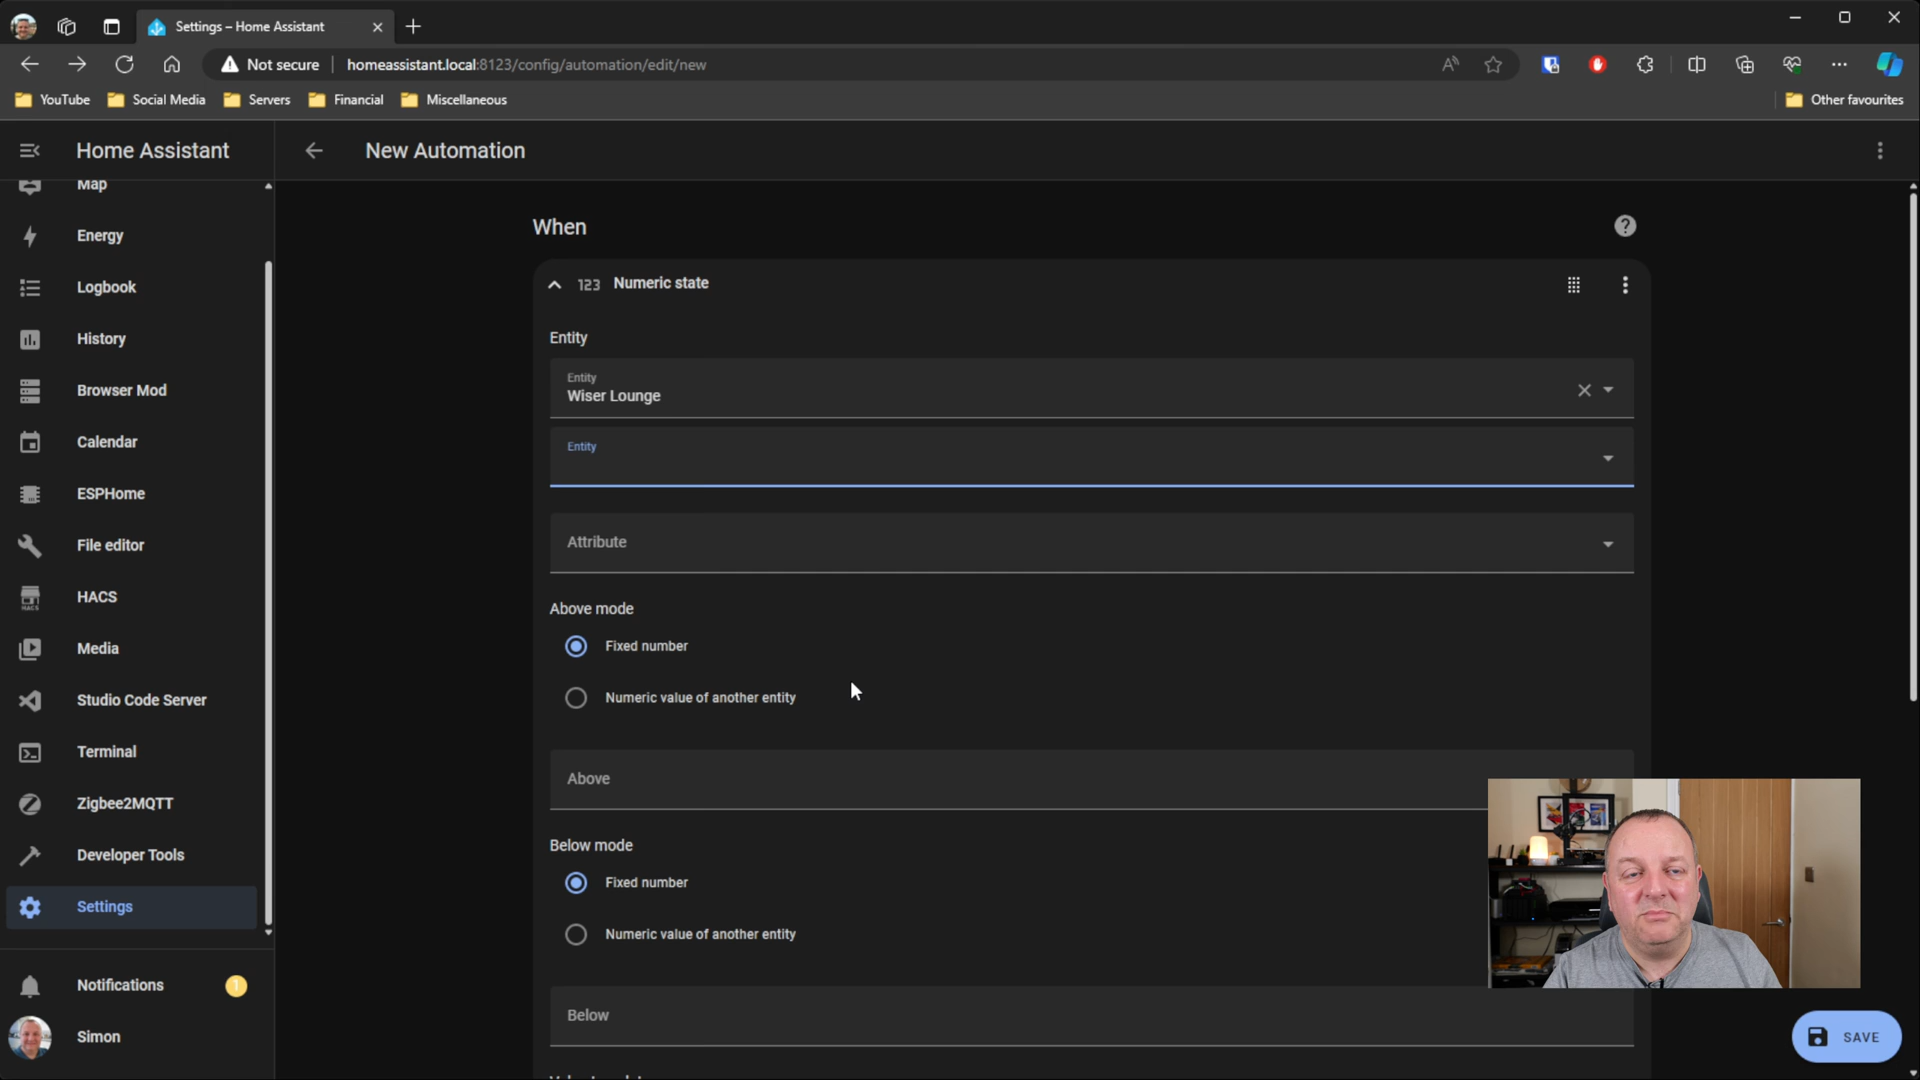 Settings – Home Assistant
Not secure
homeassistant.local:8123/config/automation/edit/new
YouTube
Social Media
Servers
Financial
Miscellaneous
Other favourites
Home Assistant
New Automation
Map
Energy
Logbook
History
Browser Mod
Calendar
ESPHome
File editor
HACS
Media
Studio Code Server
Terminal
Zigbee2MQTT
Developer Tools
Settings
Notifications
1
Simon
When
123 Numeric state
Entity
Entity
Wiser Lounge
Entity
Attribute
Above mode
Fixed number
Numeric value of another entity
Above
Below mode
Fixed number
Numeric value of another entity
Below
SAVE